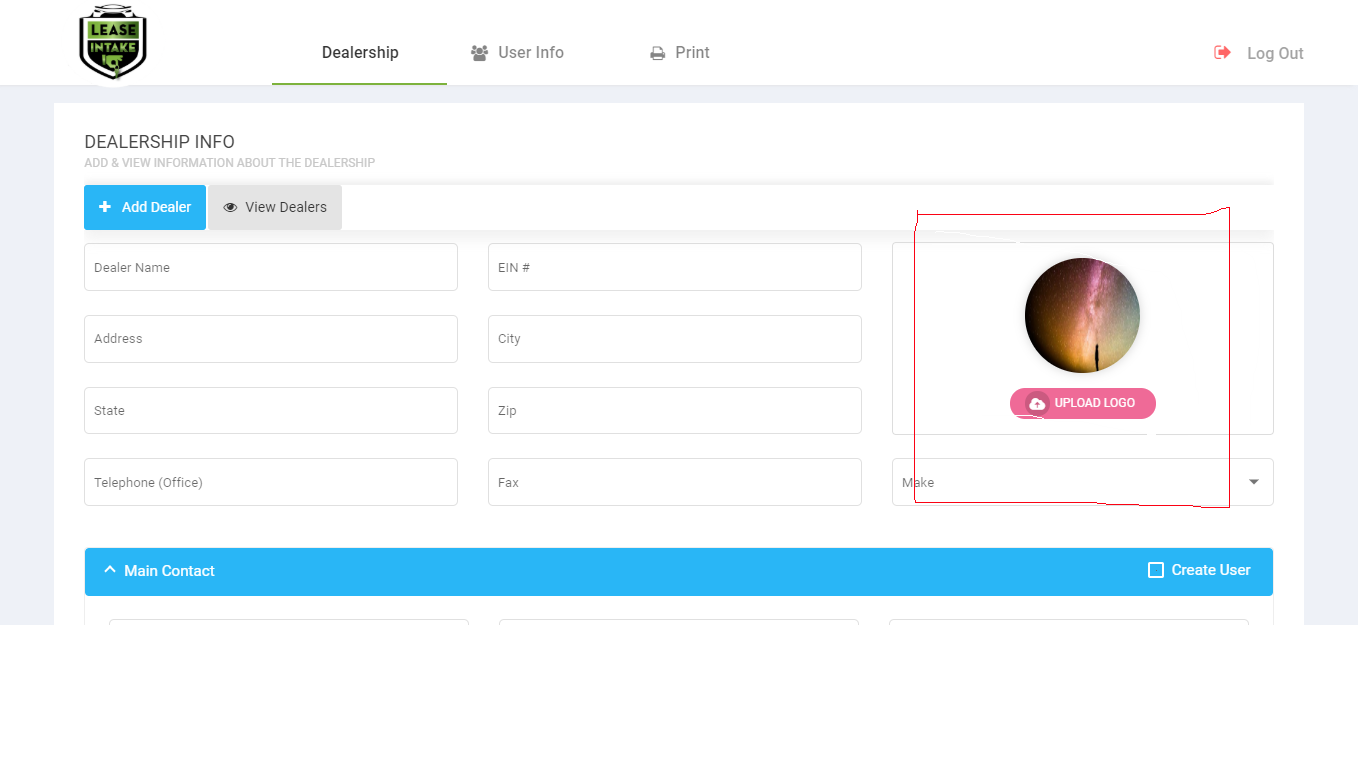 LEASE
INTAKE
Dealership
User Info
Print
Log Out
DEALERSHIP INFO
ADD & VIEW INFORMATION ABOUT THE DEALERSHIP
Add Dealer
View Dealers
Dealer Name
EIN #
UPLOAD LOGO
Address
City
State
Zip
Telephone (Office)
Fax
Make
Main Contact
Create User